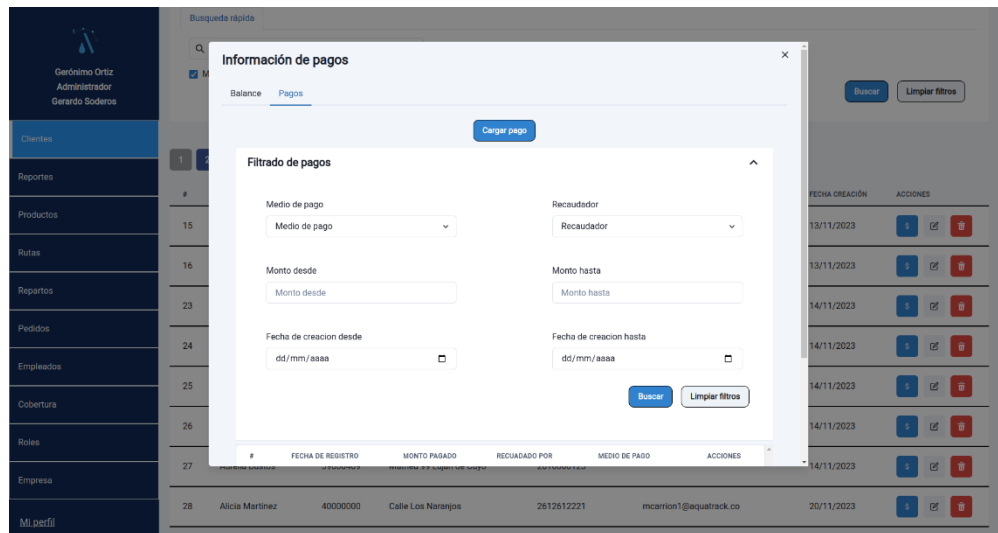 Gerónimo Ortiz
Administrador
Gerardo Soderos
Clientes
Reportes
Productos
Rutas
Repartos
Pedidos
Empleados
Cobertura
Roles
Empresa
Mi perfil
Busqueda rápida
Buscar
Limpiar filtros
1
Información de pagos
×
Balance
Pagos
Cargar pago
Filtrado de pagos
Medio de pago
Recaudador
Medio de pago
Recaudador
Monto desde
Monto hasta
Monto desde
Monto hasta
Fecha de creacion desde
Fecha de creacion hasta
dd/mm/aaaa
dd/mm/aaaa
Buscar
Limpiar filtros
# FECHA DE REGISTRO MONTO PAGADO RECUADADO POR MEDIO DE PAGO ACCIONES
# FECHA CREACIÓN ACCIONES
15 13/11/2023 $
16 13/11/2023 $
23 14/11/2023 $
24 14/11/2023 $
25 14/11/2023 $
26 14/11/2023 $
27 14/11/2023 $
28 Alicia Martinez 40000000 Calle Los Naranjos 2612612221 mcarrion1@aquatrack.co 20/11/2023 $